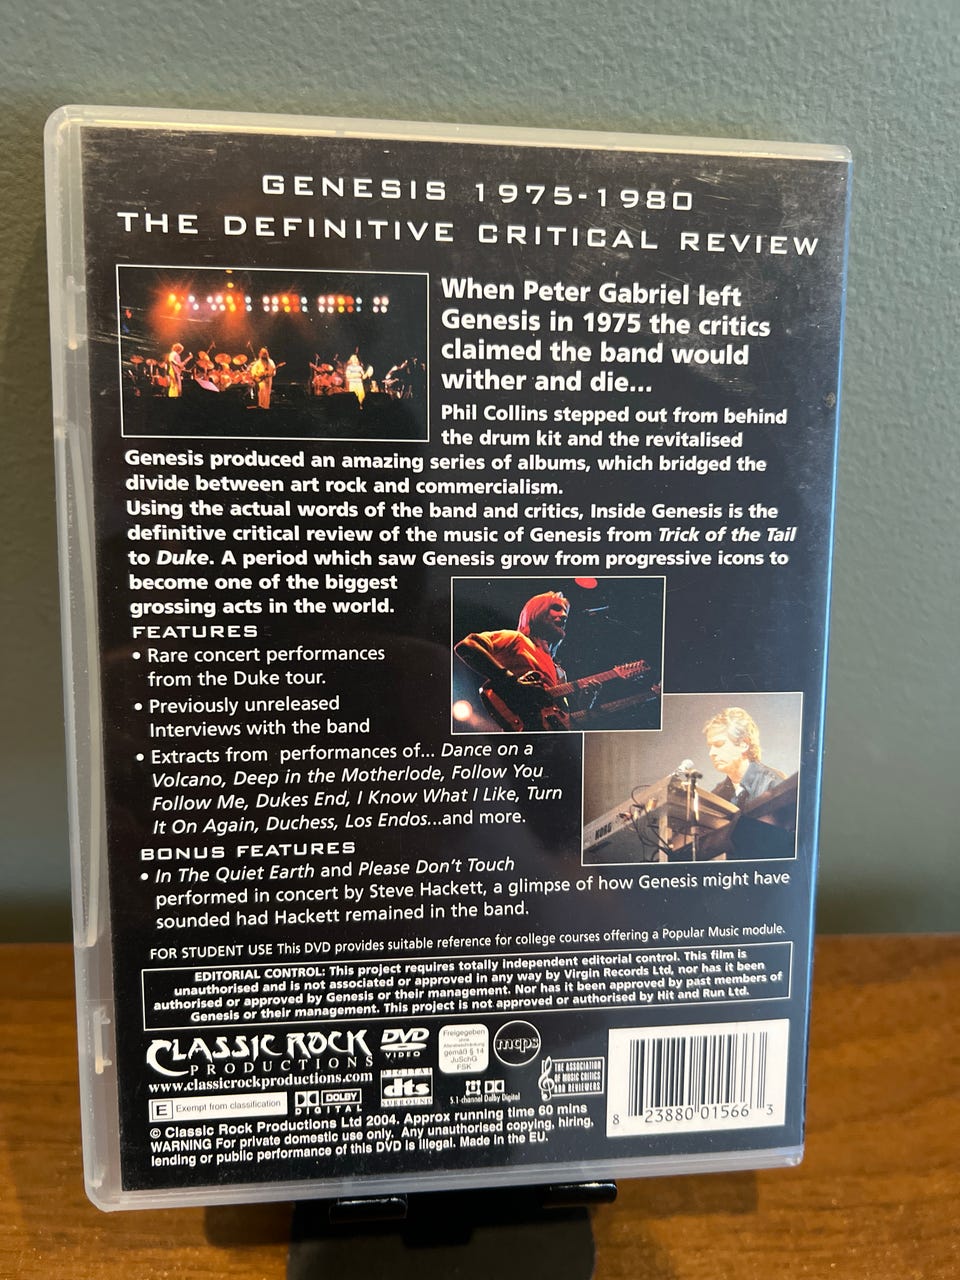 GENESIS 1975-1980
THE DEFINITIVE CRITICAL REVIEW
When Peter Gabriel left
Genesis in 1975 the critics
claimed the band would
wither and die...
Phil Collins stepped out from behind
the drum kit and the revitalised
Genesis produced an amazing series of albums, which bridged the
divide between art rock and commercialism.
Using the actual words of the band and critics, Inside Genesis is the
definitive critical review of the music of Genesis from Trick of the Tail
to Duke. A period which saw Genesis grow from progressive icons to
become one of the biggest
grossing acts in the world.
FEATURES
• Rare concert performances
from the Duke tour.
• Previously unreleased
Interviews with the band
• Extracts from performances of... Dance on a
Volcano, Deep in the Motherlode, Follow You
Follow Me, Dukes End, I Know What I Like, Turn
It On Again, Duchess, Los Endos...and more.
KORG
BONUS FEATURES
• In The Quiet Earth and Please Don't Touch
performed in concert by Steve Hackett, a glimpse of how Genesis might have
sounded had Hackett remained in the band.
FOR STUDENT USE This DVD provides suitable reference for college courses offering a Popular Music module.
EDITORIAL CONTROL: This project requires totally independent editorial control. This film is
unauthorised and is not associated or approved in any way by Virgin Records Ltd, nor has it been
authorised or approved by Genesis or their management. Nor has it been approved by past members of
Genesis or their management. This project is not approved or authorised by Hit and Run Ltd.
CLASSIC ROCK
PRODUCTIONS
www.classicrockproductions.com
DVD
VIDEO
Freigegeben
ohne
Altersbeschränkung
gemäß § 14
JuSchG
FSK
mcps
DIGITAL
dts
SURROUND
5.1-channel Dolby Digital
THE ASSOCIATION
OF MUSIC CRITICS
AND REVIEWERS
E Exempt from classification
DOLBY
DIGITAL
© Classic Rock Productions Ltd 2004. Approx running time 60 mins
WARNING For private domestic use only. Any unauthorised copying, hiring,
lending or public performance of this DVD is illegal. Made in the EU.
8 23880 01566 3